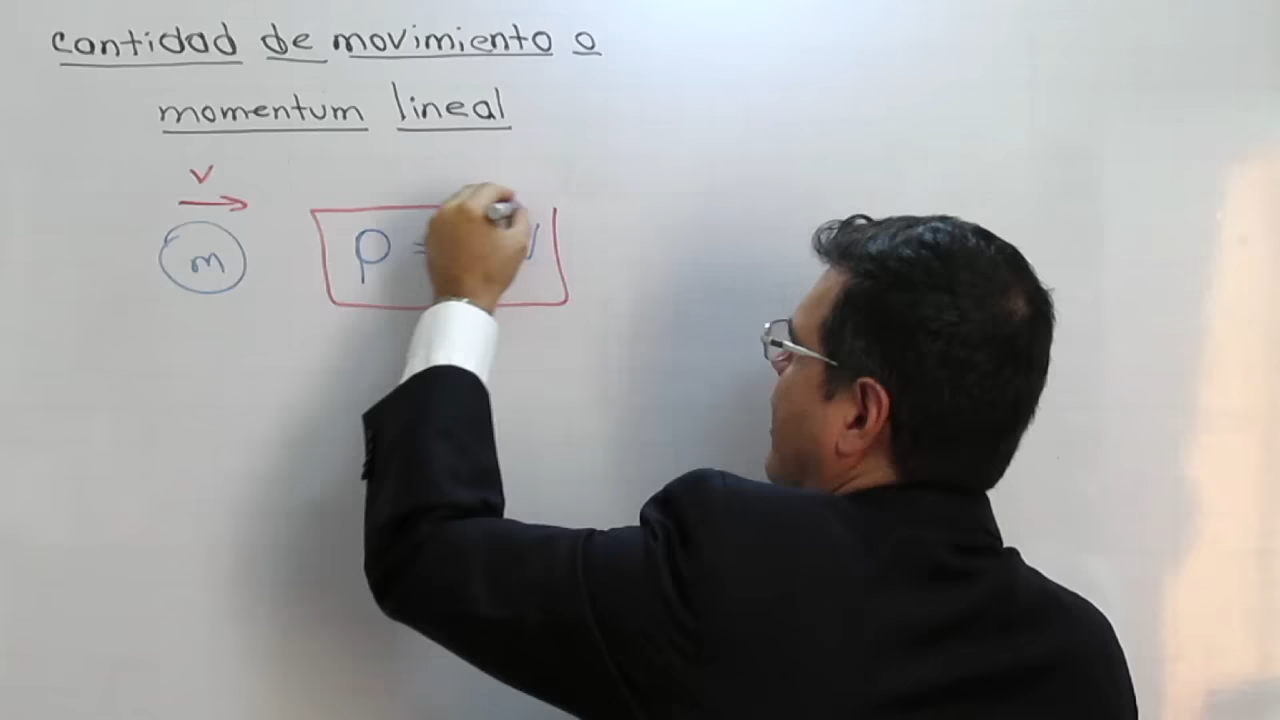 cantidad de movimiento o
momentum lineal
v
m
p =